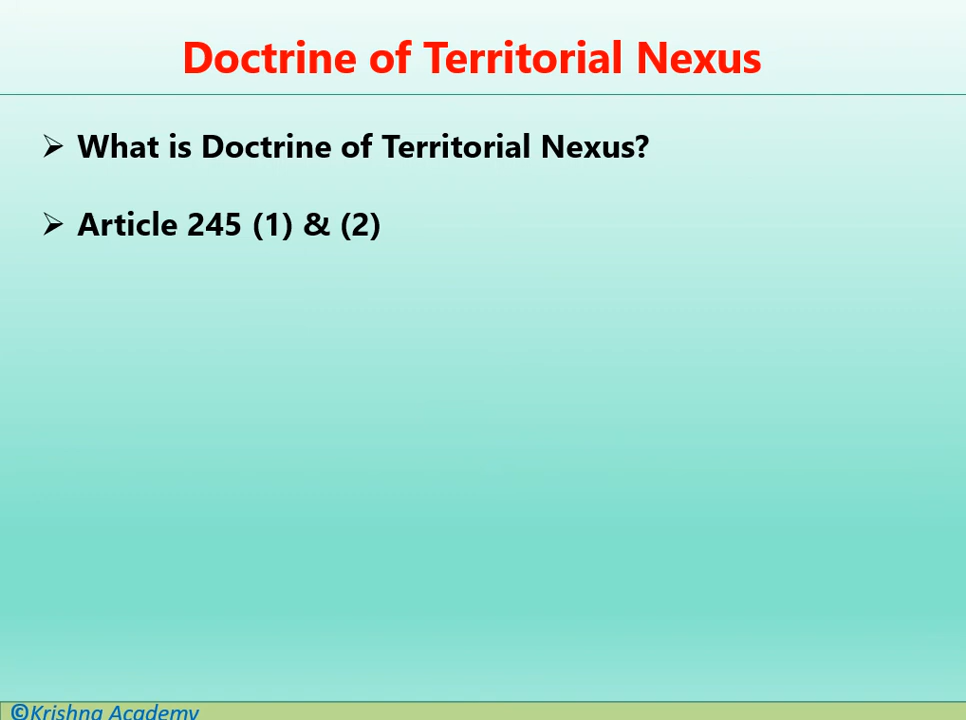 Doctrine of Territorial Nexus
➢ What is Doctrine of Territorial Nexus?
➢ Article 245 (1) & (2)
©Krishna Academy